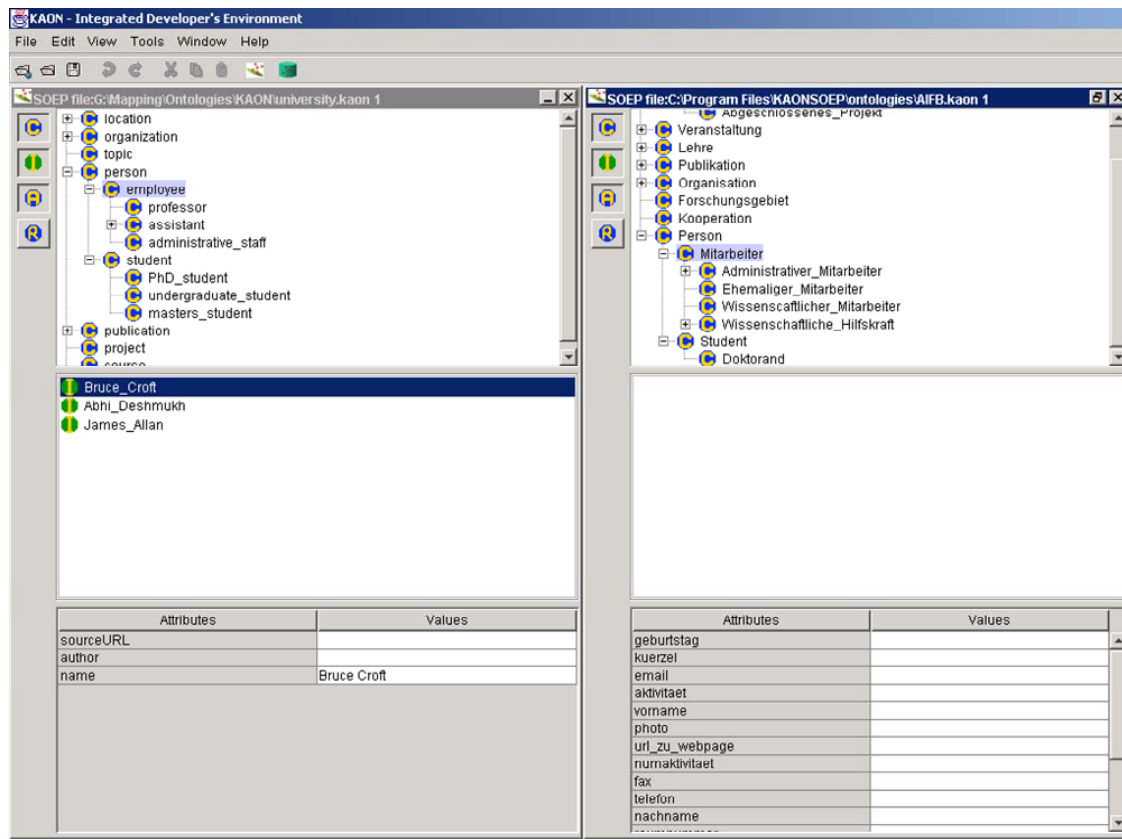 KAON - Integrated Developer's Environment
File Edit View Tools Window Help
SOEP file:G:\Mapping\Ontologies\KAON\university.kaon 1
location
organization
topic
person
employee
professor
assistant
administrative_staff
student
PhD_student
undergraduate_student
masters_student
publication
project
source
Bruce_Croft
Abhi_Deshmukh
James_Allan
Attributes Values
sourceURL
author
name Bruce Croft
SOEP file:C:\Program Files\KAONSOEP\ontologies\AIFB.kaon 1
Abgeschlossenes_Projekt
Veranstaltung
Lehre
Publikation
Organisation
Forschungsgebiet
Kooperation
Person
Mitarbeiter
Administrativer_Mitarbeiter
Ehemaliger_Mitarbeiter
Wissenscaftlicher_Mitarbeiter
Wissenschaftliche_Hilfskraft
Student
Doktorand
Attributes Values
geburtstag
kuerzel
email
aktivitaet
vorname
photo
url_zu_webpage
numaktivitaet
fax
telefon
nachname